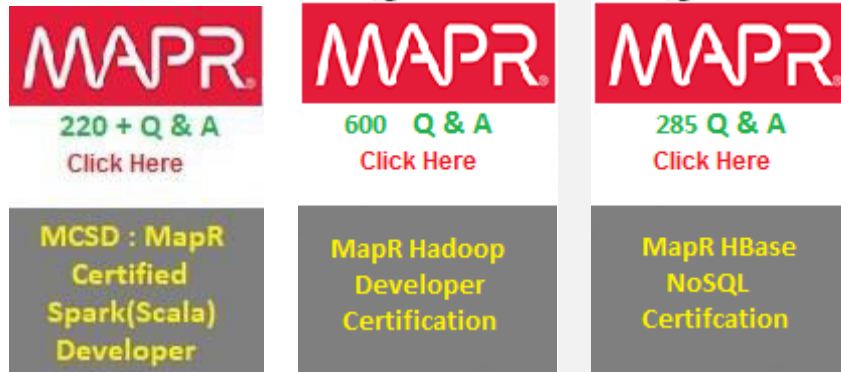 MAPR®
220 + Q & A
Click Here
MCSD : MapR
Certified
Spark(Scala)
Developer
MAPR®
600 Q & A
Click Here
MapR Hadoop
Developer
Certification
MAPR®
285 Q & A
Click Here
MapR HBase
NoSQL
Certifcation